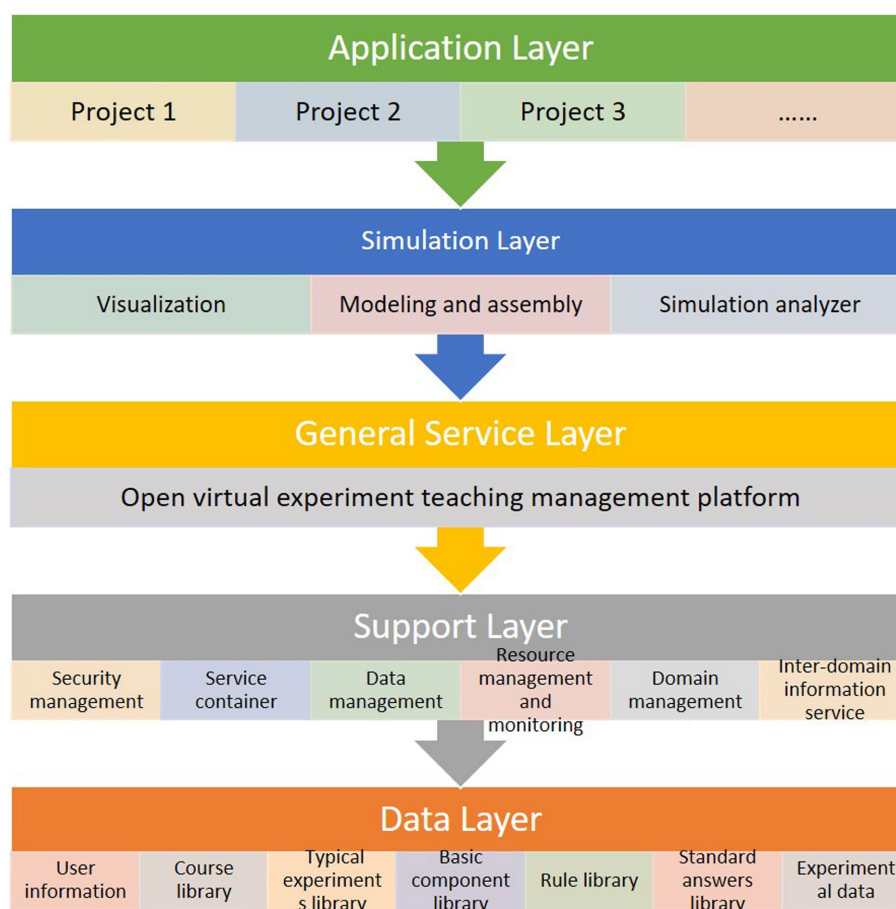 Application Layer
Project 1
Project 2
Project 3
......
Simulation Layer
Visualization
Modeling and assembly
Simulation analyzer
General Service Layer
Open virtual experiment teaching management platform
Support Layer
Security
management
Service
container
Data
management
Resource
management
and
monitoring
Domain
management
Inter-domain
information
service
Data Layer
User
information
Course
library
Typical
experiment
s library
Basic
component
library
Rule library
Standard
answers
library
Experiment
al data